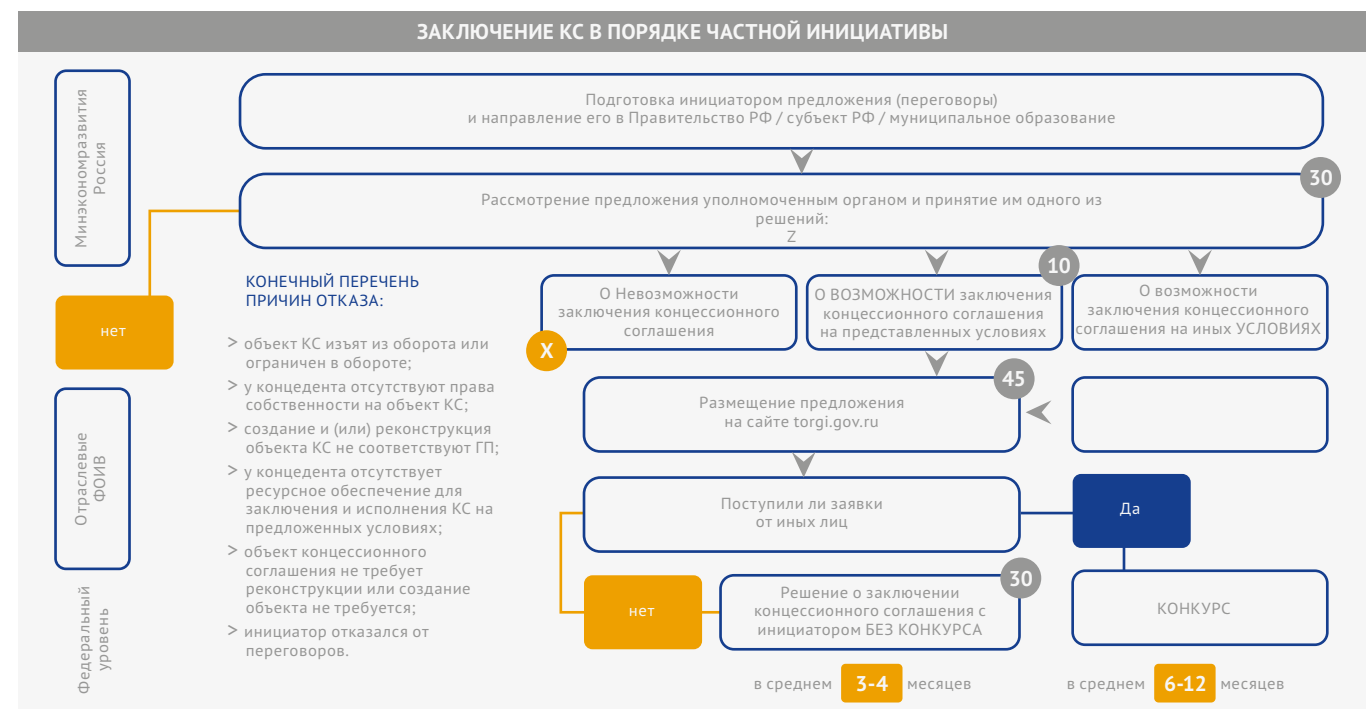 ЗАКЛЮЧЕНИЕ КС В ПОРЯДКЕ ЧАСТНОЙ ИНИЦИАТИВЫ
Минэкономразвития
Россия
Подготовка инициатором предложения (переговоры)
и направление его в Правительство РФ / субъект РФ / муниципальное образование
30
Рассмотрение предложения уполномоченным органом и принятие им одного из
решений:
Z
нет
КОНЕЧНЫЙ ПЕРЕЧЕНЬ
ПРИЧИН ОТКАЗА:
> объект КС изъят из оборота или
ограничен в обороте;
> у концедента отсутствуют права
собственности на объект КС;
> создание и (или) реконструкция
объекта КС не соответствуют ГП;
> у концедента отсутствует
ресурсное обеспечение для
заключения и исполнения КС на
предложенных условиях;
> объект концессионного
соглашения не требует
реконструкции или создание
объекта не требуется;
> инициатор отказался от
переговоров.
Отраслевые
ФОИВ
Федеральный
уровень
О Невозможности
заключения концессионного
соглашения
X
10
О ВОЗМОЖНОСТИ заключения
концессионного соглашения
на представленных условиях
О возможности
заключения концессионного
соглашения на иных УСЛОВИЯХ
45
Размещение предложения
на сайте torgi.gov.ru
Поступили ли заявки
от иных лиц
Да
нет
30
Решение о заключении
концессионного соглашения с
инициатором БЕЗ КОНКУРСА
КОНКУРС
в среднем 3-4 месяцев
в среднем 6-12 месяцев